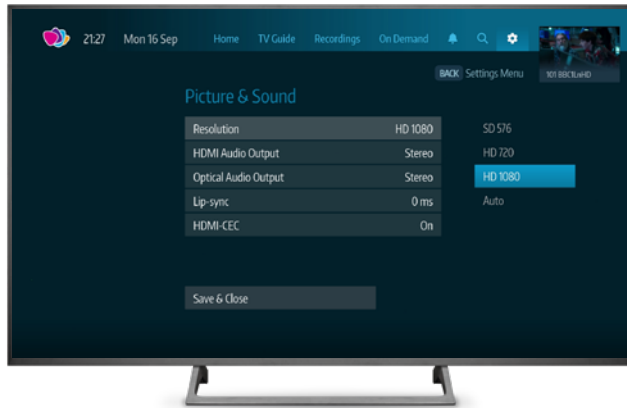 21:27 Mon 16 Sep Home TV Guide Recordings On Demand
BACK Settings Menu
Picture & Sound
Resolution HD 1080
HDMI Audio Output Stereo
Optical Audio Output Stereo
Lip-sync 0 ms
HDMI-CEC On
SD 576
HD 720
HD 1080
Auto
Save & Close